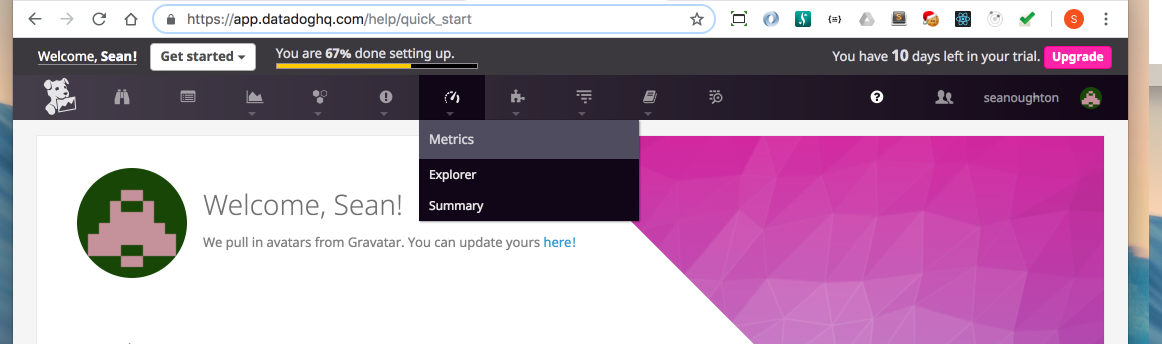 https://app.datadoghq.com/help/quick_start
S
Welcome, Sean!
Get started
You are 67% done setting up.
You have 10 days left in your trial.
Upgrade
seanoughton
Metrics
Explorer
Summary
Welcome, Sean!
We pull in avatars from Gravatar. You can update yours here!